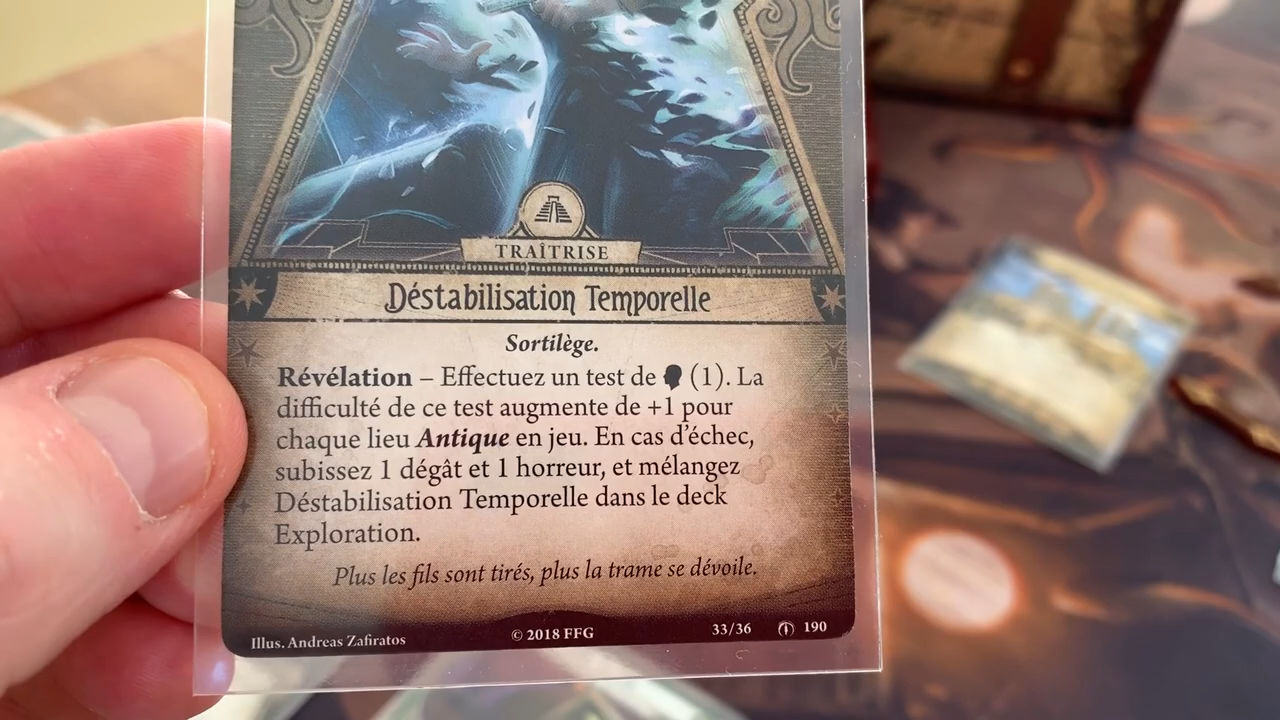 TRAÎTRISE
Déstabilisation Temporelle
Sortilège.
Révélation – Effectuez un test de (1). La
difficulté de ce test augmente de +1 pour
chaque lieu Antique en jeu. En cas d'échec,
subissez 1 dégât et 1 horreur, et mélangez
Déstabilisation Temporelle dans le deck
Exploration.
Plus les fils sont tirés, plus la trame se dévoile.
Illus. Andreas Zafiratos © 2018 FFG 33/36 190